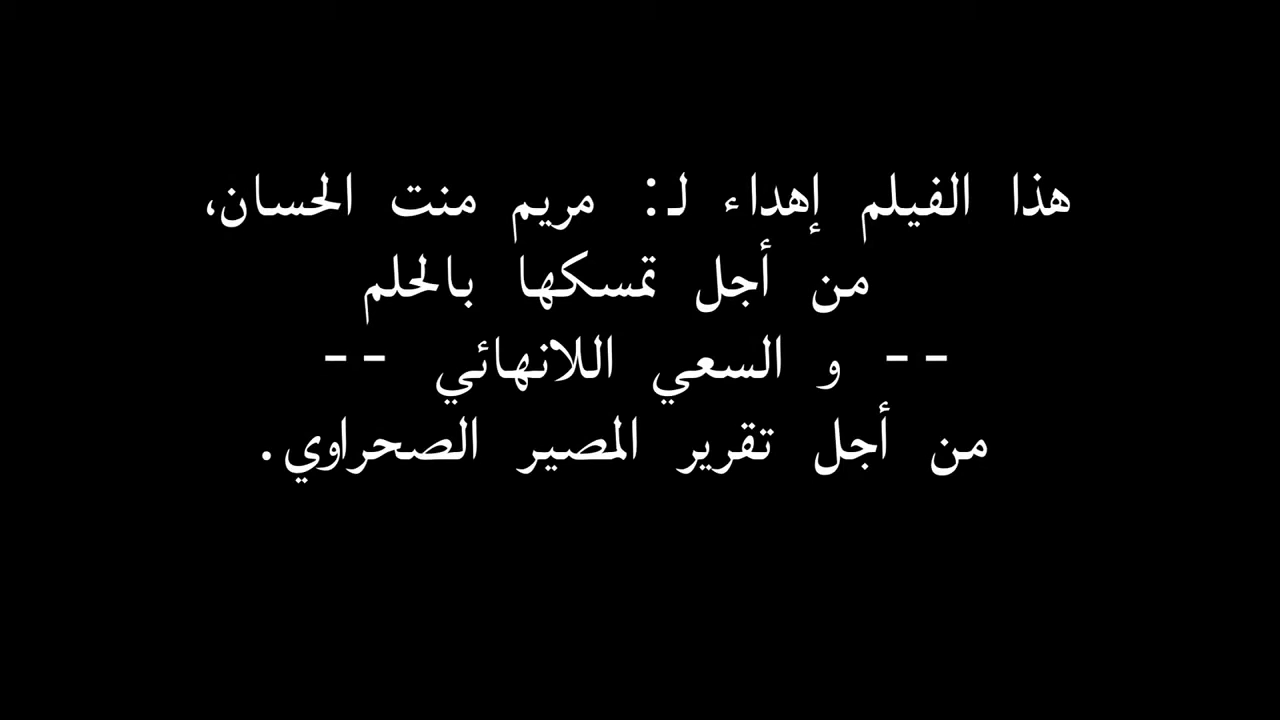 هذا الفيلم إهداء لـ: مريم منت الحسان،
من أجل تمسكها بالحلم
-- و السعي اللانهائي --
من أجل تقرير المصير الصحراوي.